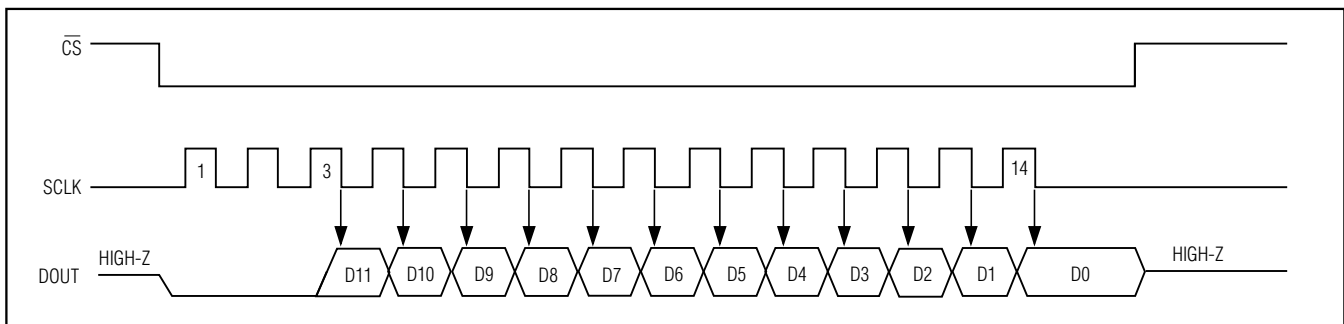 C̅S̅
1 3 14
SCLK
HIGH-Z HIGH-Z
DOUT D11 D10 D9 D8 D7 D6 D5 D4 D3 D2 D1 D0